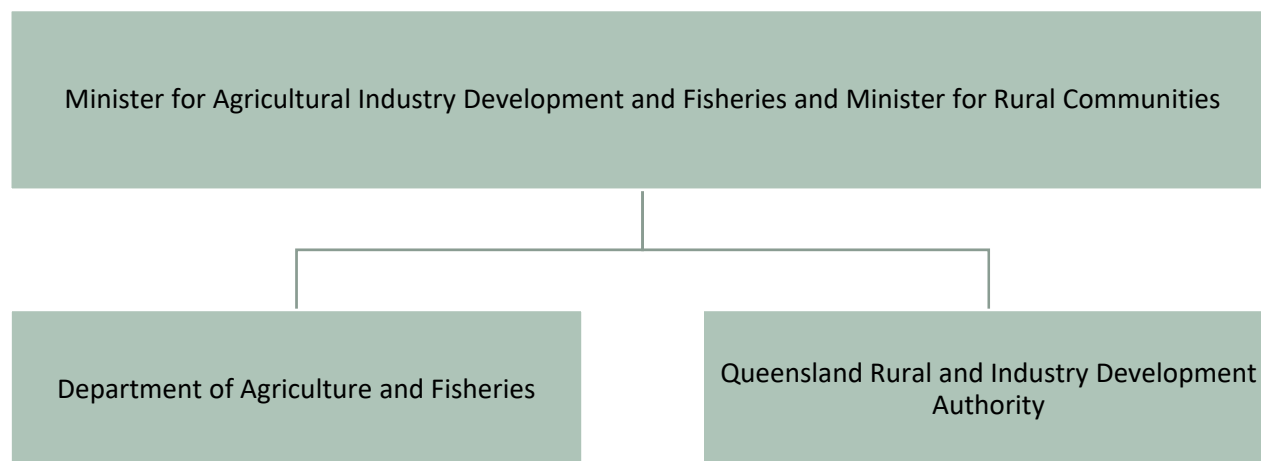 Minister for Agricultural Industry Development and Fisheries and Minister for Rural Communities
Department of Agriculture and Fisheries
Queensland Rural and Industry Development
Authority